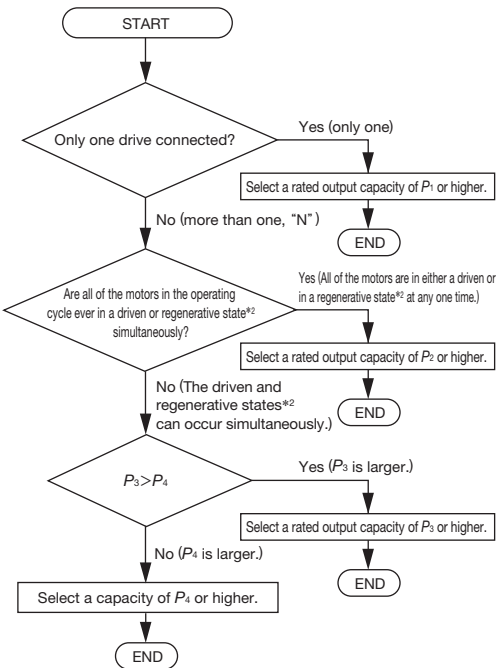 START
Only one drive connected?
Yes (only one)
Select a rated output capacity of P1 or higher.
END
No (more than one, “N”)
Are all of the motors in the operating
cycle ever in a driven or regenerative state*2
simultaneously?
Yes (All of the motors are in either a driven or
in a regenerative state*2 at any one time.)
Select a rated output capacity of P2 or higher.
END
No (The driven and
regenerative states*2
can occur simultaneously.)
P3>P4
Yes (P3 is larger.)
Select a rated output capacity of P3 or higher.
END
No (P4 is larger.)
Select a capacity of P4 or higher.
END